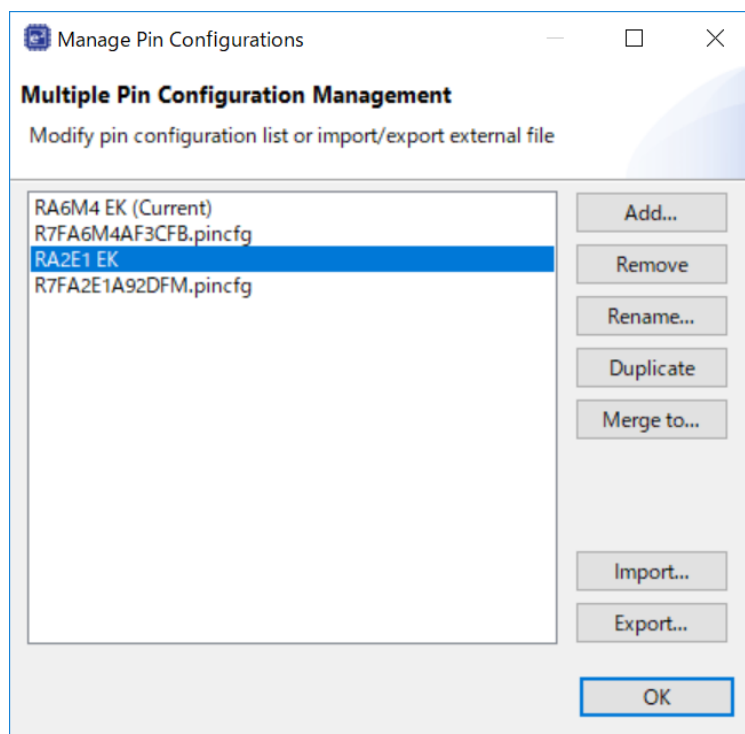 Manage Pin Configurations
Multiple Pin Configuration Management
Modify pin configuration list or import/export external file
RA6M4 EK (Current)
R7FA6M4AF3CFB.pincfg
RA2E1 EK
R7FA2E1A92DFM.pincfg
Add...
Remove
Rename...
Duplicate
Merge to...
Import...
Export...
OK